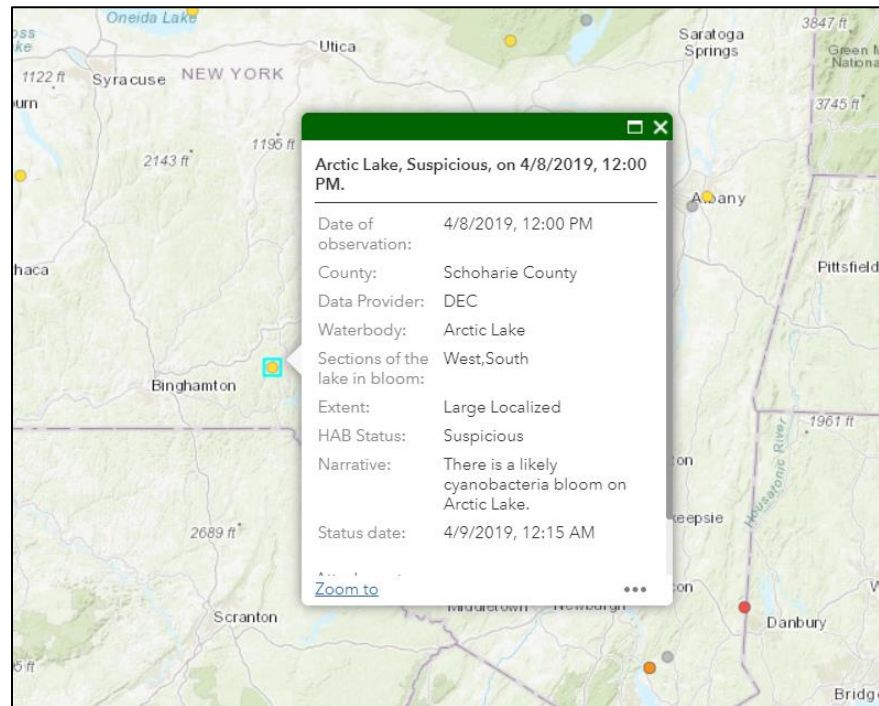 Oneida Lake
Utica
Saratoga
Springs
3847 ft
1122 ft
Syracuse
NEW YORK
3745 ft
1195 ft
2143 ft
Arctic Lake, Suspicious, on 4/8/2019, 12:00
PM.
Date of
observation:
4/8/2019, 12:00 PM
County:
Schoharie County
Data Provider:
DEC
Waterbody:
Arctic Lake
Sections of the
lake in bloom:
West,South
Extent:
Large Localized
HAB Status:
Suspicious
Narrative:
There is a likely
cyanobacteria bloom on
Arctic Lake.
Status date:
4/9/2019, 12:15 AM
Zoom to
Albany
Pittsfield
Binghamton
1961 ft
Housatonic River
2689 ft
Scranton
Danbury